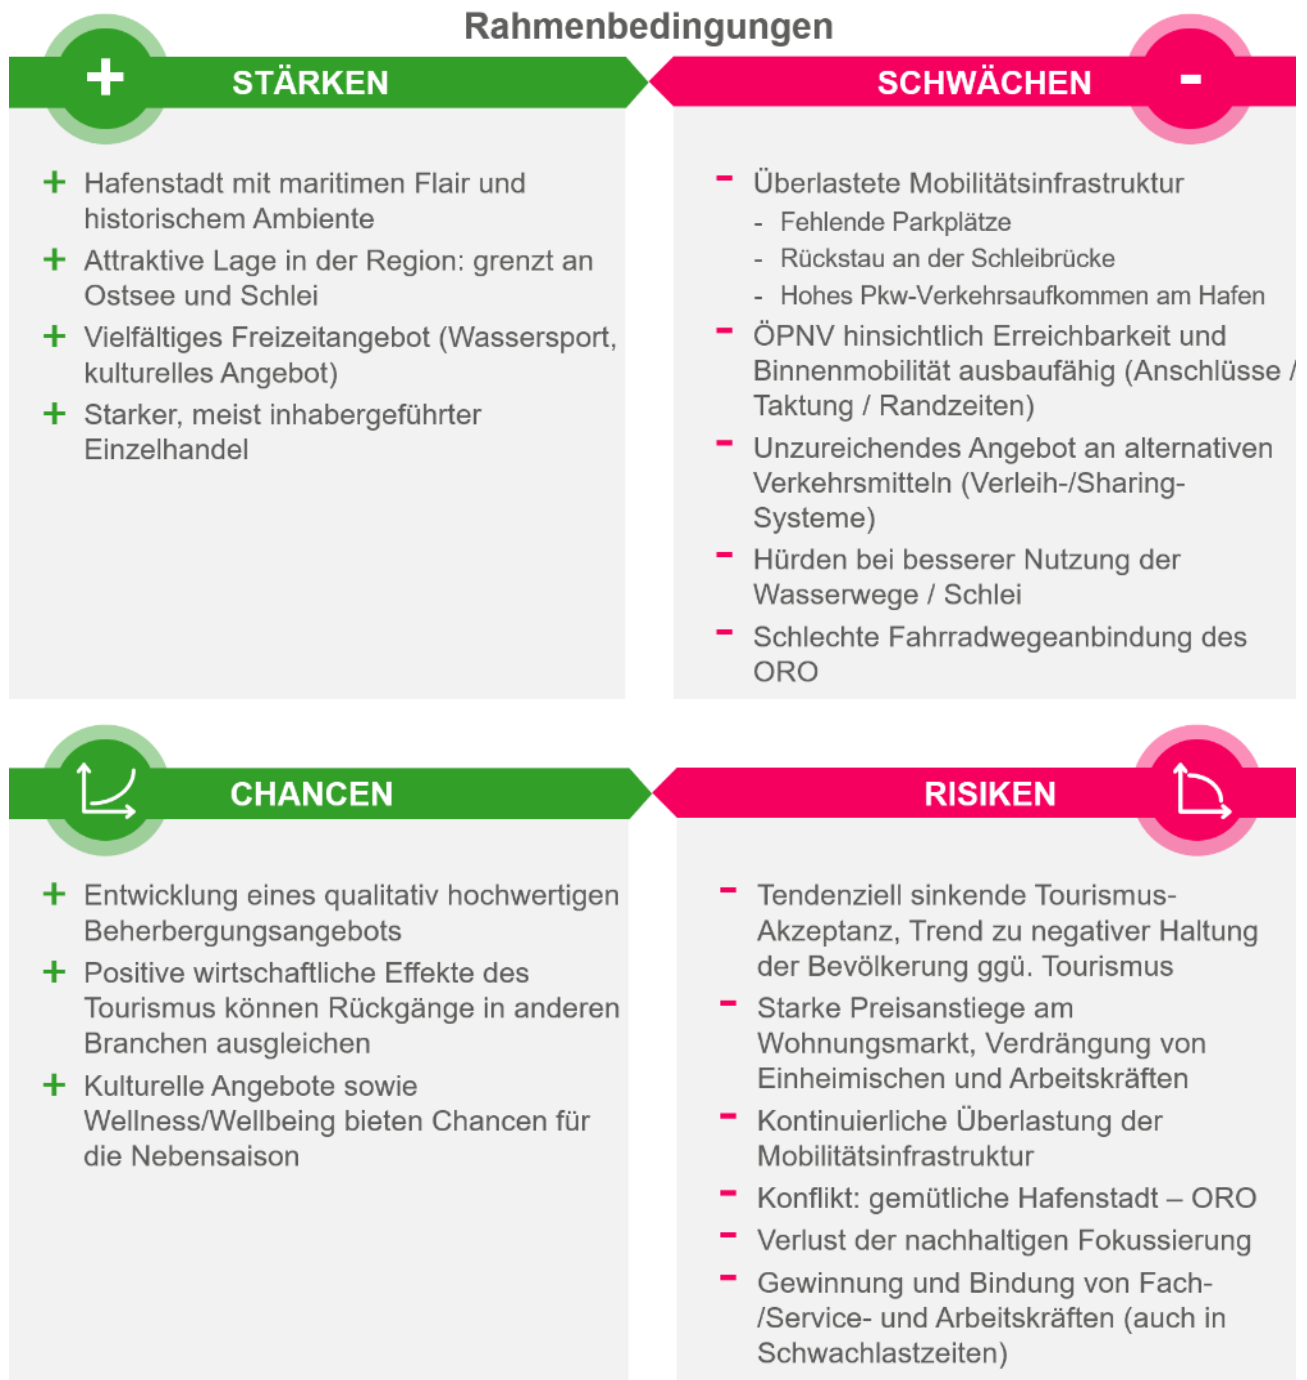 Rahmenbedingungen
+
STÄRKEN
+ Hafenstadt mit maritimen Flair und
historischem Ambiente
+ Attraktive Lage in der Region: grenzt an
Ostsee und Schlei
+ Vielfältiges Freizeitangebot (Wassersport,
kulturelles Angebot)
+ Starker, meist inhabergeführter
Einzelhandel
SCHWÄCHEN
-
- Überlastete Mobilitätsinfrastruktur
- Fehlende Parkplätze
- Rückstau an der Schleibrücke
- Hohes Pkw-Verkehrsaufkommen am Hafen
- ÖPNV hinsichtlich Erreichbarkeit und
Binnenmobilität ausbaufähig (Anschlüsse /
Taktung / Randzeiten)
- Unzureichendes Angebot an alternativen
Verkehrsmitteln (Verleih-/Sharing-
Systeme)
- Hürden bei besserer Nutzung der
Wasserwege / Schlei
- Schlechte Fahrradwegeanbindung des
ORO
CHANCEN
+ Entwicklung eines qualitativ hochwertigen
Beherbergungsangebots
+ Positive wirtschaftliche Effekte des
Tourismus können Rückgänge in anderen
Branchen ausgleichen
+ Kulturelle Angebote sowie
Wellness/Wellbeing bieten Chancen für
die Nebensaison
RISIKEN
- Tendenziell sinkende Tourismus-
Akzeptanz, Trend zu negativer Haltung
der Bevölkerung ggü. Tourismus
- Starke Preisanstiege am
Wohnungsmarkt, Verdrängung von
Einheimischen und Arbeitskräften
- Kontinuierliche Überlastung der
Mobilitätsinfrastruktur
- Konflikt: gemütliche Hafenstadt – ORO
- Verlust der nachhaltigen Fokussierung
- Gewinnung und Bindung von Fach-
/Service- und Arbeitskräften (auch in
Schwachlastzeiten)